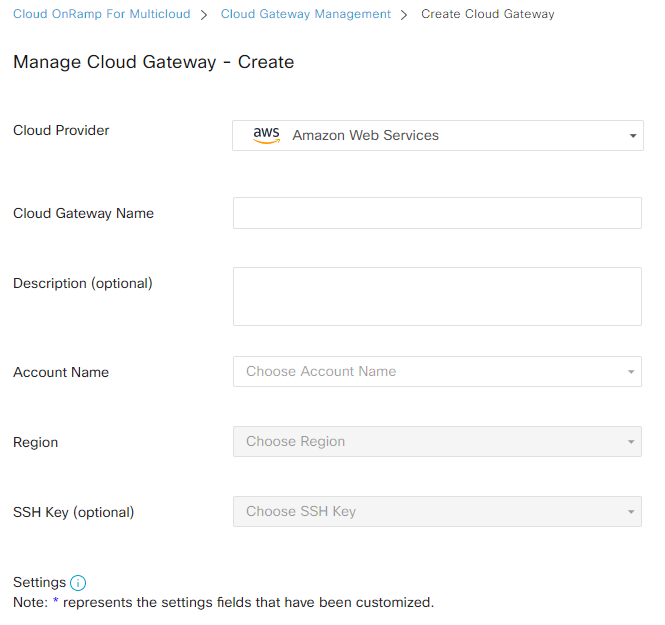 Cloud OnRamp For Multicloud > Cloud Gateway Management > Create Cloud Gateway
Manage Cloud Gateway - Create
Cloud Provider
aws Amazon Web Services
Cloud Gateway Name
Description (optional)
Account Name
Choose Account Name
Region
Choose Region
SSH Key (optional)
Choose SSH Key
Settings
Note: * represents the settings fields that have been customized.